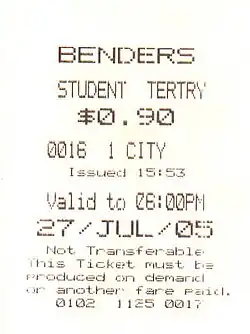 BENDERS
STUDENT TERTRY
$0.90
0016 1 CITY
Issued 15:53
Valid to 06:00PM
27/JUL/05
Not Transferable
This Ticket must be
produced on demand
or another fare paid.
0102 1125 0017